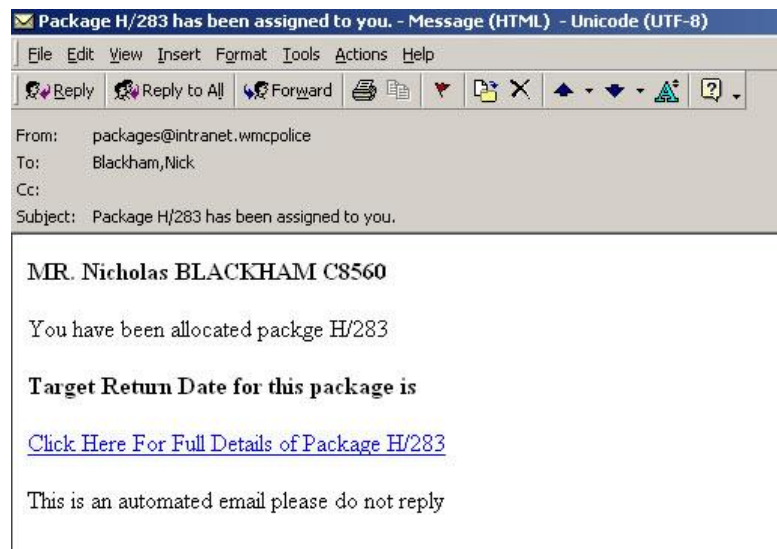 Package H/283 has been assigned to you. - Message (HTML) - Unicode (UTF-8)
File Edit View Insert Format Tools Actions Help
Reply Reply to All Forward
From: packages@intranet.wmcpolice
To: Blackham,Nick
Cc:
Subject: Package H/283 has been assigned to you.
MR. Nicholas BLACKHAM C8560
You have been allocated packge H/283
Target Return Date for this package is
Click Here For Full Details of Package H/283
This is an automated email please do not reply